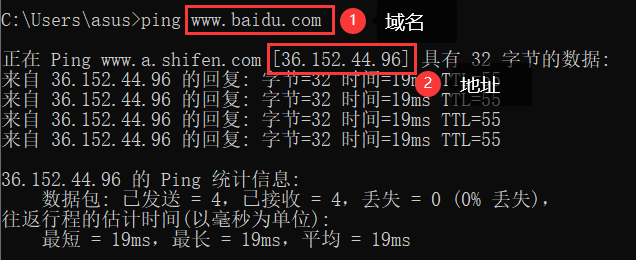 C:\Users\asus>ping www.baidu.com 1 域名
正在 Ping www.a.shifen.com [36.152.44.96] 具有 32 字节的数据:
来自 36.152.44.96 的回复: 字节=32 时间=19ms TTL=55
2 地址
来自 36.152.44.96 的回复: 字节=32 时间=19ms TTL=55
来自 36.152.44.96 的回复: 字节=32 时间=19ms TTL=55
来自 36.152.44.96 的回复: 字节=32 时间=19ms TTL=55
36.152.44.96 的 Ping 统计信息:
数据包: 已发送 = 4，已接收 = 4，丢失 = 0 (0% 丢失)，
往返行程的估计时间(以毫秒为单位):
最短 = 19ms，最长 = 19ms，平均 = 19ms